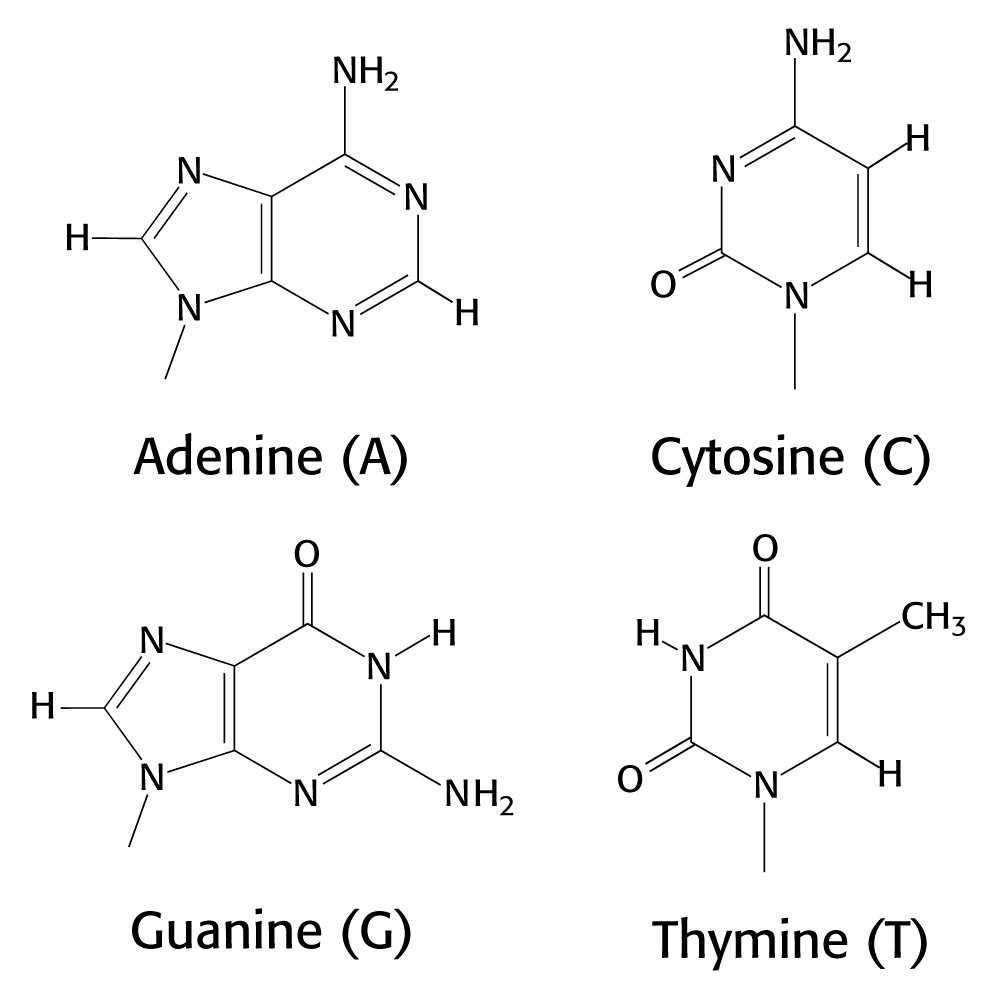 NH₂
N
N
H
N
N
H
Adenine (A)
NH₂
H
N
O
N
H
Cytosine (C)
O
N
H
N
H
N
N
NH₂
Guanine (G)
O
CH₃
H
N
O
N
H
Thymine (T)